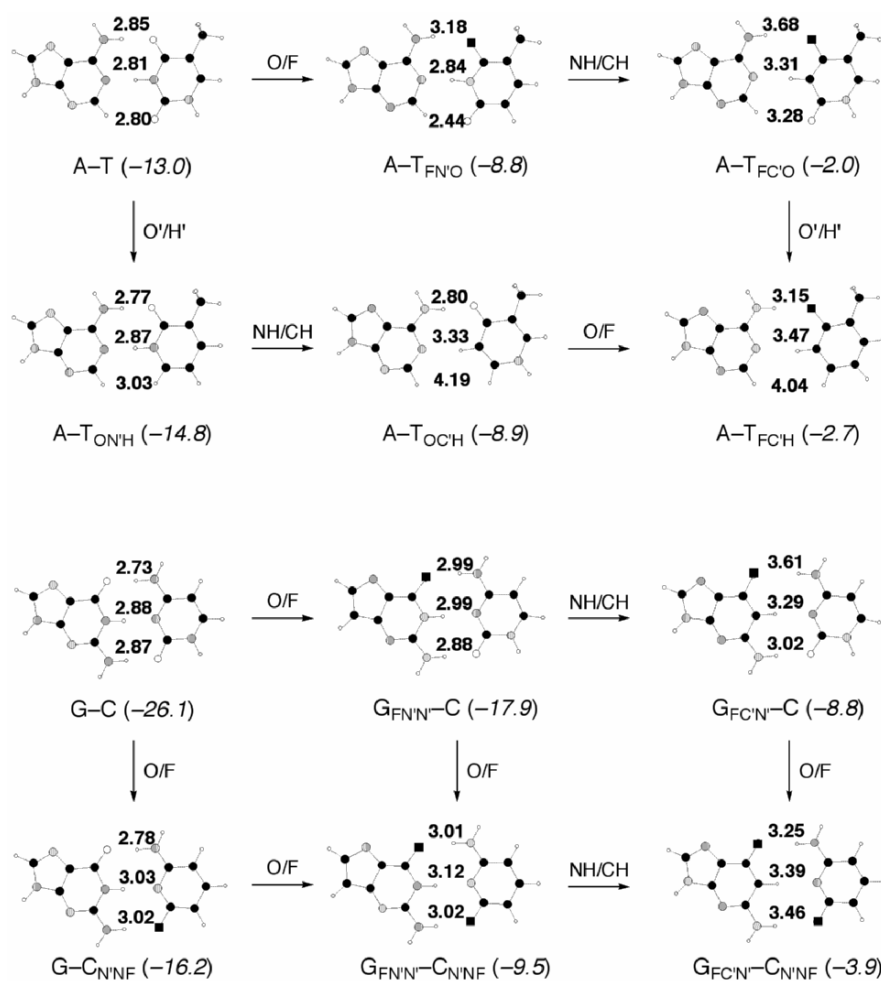 2.85 3.18 3.68
2.81 O/F 2.84 NH/CH 3.31
2.80 2.44 3.28
A–T (–13.0) A–T_FN'O (–8.8) A–T_FC'O (–2.0)
O'/H' O'/H'
2.77 2.80 3.15
2.87 NH/CH 3.33 O/F 3.47
3.03 4.19 4.04
A–T_ON'H (–14.8) A–T_OC'H (–8.9) A–T_FC'H (–2.7)
2.73 2.99 3.61
2.88 O/F 2.99 NH/CH 3.29
2.87 2.88 3.02
G–C (–26.1) G_FN'N'–C (–17.9) G_FC'N'–C (–8.8)
O/F O/F O/F
2.78 3.01 3.25
3.03 O/F 3.12 NH/CH 3.39
3.02 3.02 3.46
G–C_N'NF (–16.2) G_FN'N'–C_N'NF (–9.5) G_FC'N'–C_N'NF (–3.9)